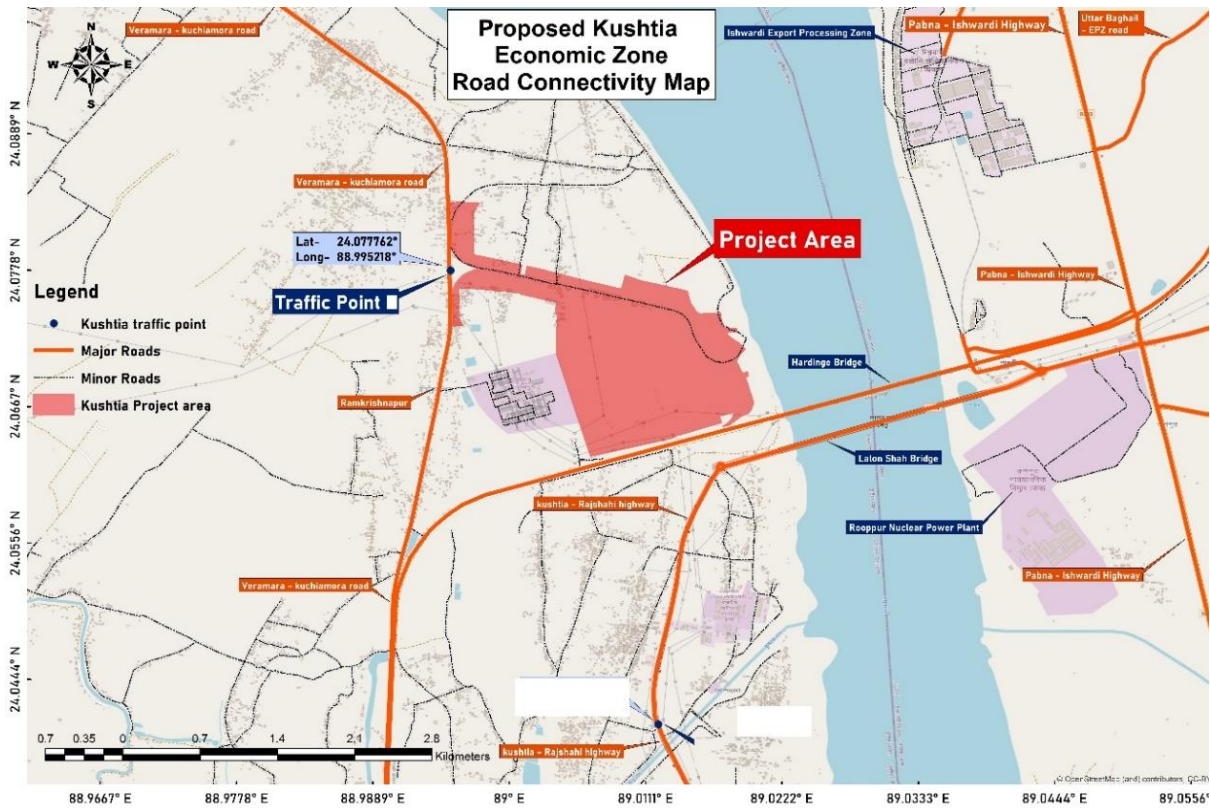 Proposed Kushtia
Economic Zone
Road Connectivity Map
N
W E
S
Veramara - kuchiamora road
Ishwardi Export Processing Zone
Pabna - Ishwardi Highway
Uttar Baghail
- EPZ road
Veramara - kuchiamora road
Lat- 24.077762°
Long- 88.995218°
Project Area
Traffic Point
Pabna - Ishwardi Highway
Legend
Kushtia traffic point
Major Roads
Minor Roads
Kushtia Project area
Hardinge Bridge
Ramkrishnapur
Lalon Shah Bridge
kushtia - Rajshahi highway
Rooppur Nuclear Power Plant
Veramara - kuchiamora road
Pabna - Ishwardi Highway
kushtia - Rajshahi highway
24.0889° N
24.0778° N
24.0667° N
24.0556° N
24.0444° N
0.7 0.35 0 0.7 1.4 2.1 2.8
Kilometers
© OpenStreetMap (and) contributors, CC-BY
88.9667° E 88.9778° E 88.9889° E 89° E 89.0111° E 89.0222° E 89.0333° E 89.0444° E 89.0556° E